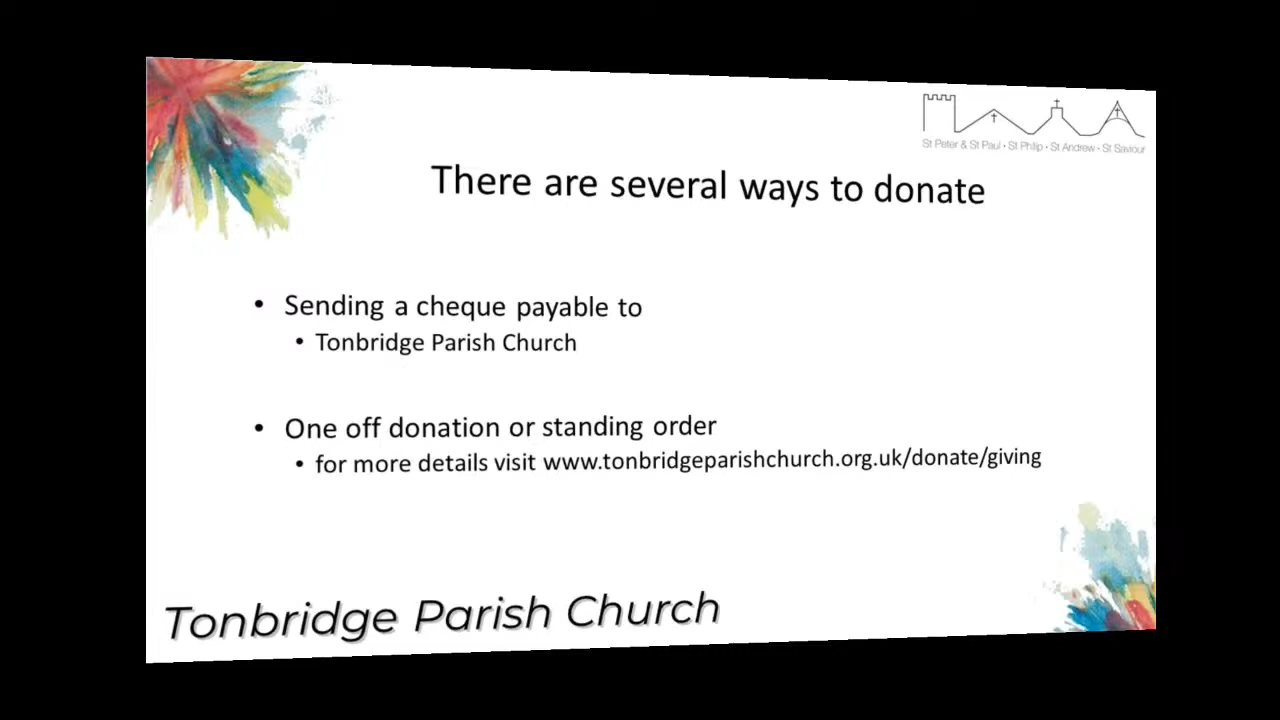 St Peter & St Paul • St Philip • St Andrew • St Saviour
There are several ways to donate
• Sending a cheque payable to
• Tonbridge Parish Church
• One off donation or standing order
• for more details visit www.tonbridgeparishchurch.org.uk/donate/giving
Tonbridge Parish Church